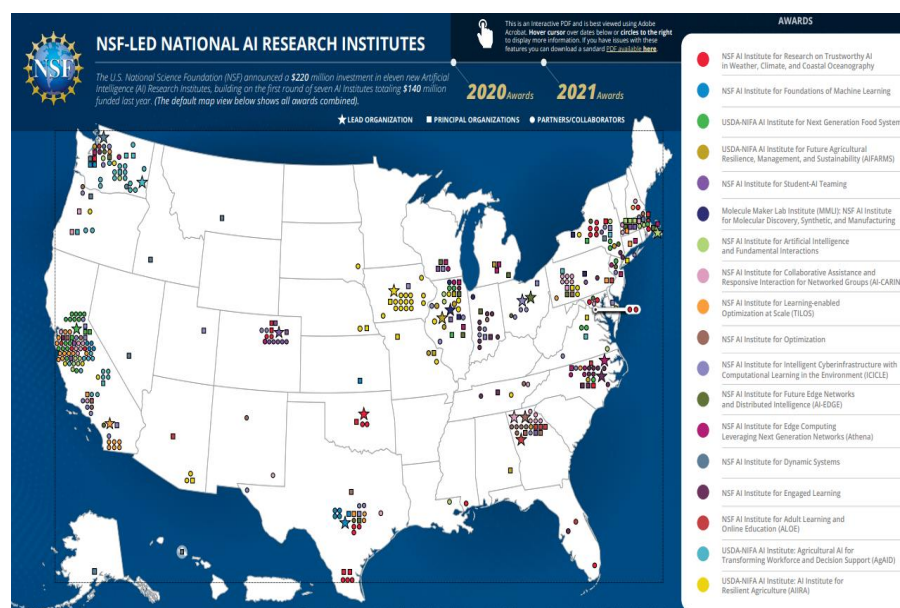 This is an Interactive PDF and is best viewed using Adobe
Acrobat. Hover cursor over dates below or circles to the right
to display more information. If you have issues with these
features you can download a sandard PDF available here.
NSF
NSF-LED NATIONAL AI RESEARCH INSTITUTES
The U.S. National Science Foundation (NSF) announced a $220 million investment in eleven new Artificial
Intelligence (AI) Research Institutes, building on the first round of seven AI Institutes totaling $140 million
funded last year. (The default map view below shows all awards combined).
2020 Awards
2021 Awards
LEAD ORGANIZATION
PRINCIPAL ORGANIZATIONS
PARTNERS/COLLABORATORS
AWARDS
NSF AI Institute for Research on Trustworthy AI
in Weather, Climate, and Coastal Oceanography
NSF AI Institute for Foundations of Machine Learning
USDA-NIFA AI Institute for Next Generation Food System
USDA-NIFA AI Institute for Future Agricultural
Resilience, Management, and Sustainability (AIFARMS)
NSF AI Institute for Student-AI Teaming
Molecule Maker Lab Institute (MMLI): NSF AI Institute
for Molecular Discovery, Synthetic, and Manufacturing
NSF AI Institute for Artificial Intelligence
and Fundamental Interactions
NSF AI Institute for Collaborative Assistance and
Responsive Interaction for Networked Groups (AI-CARIN
NSF AI Institute for Learning-enabled
Optimization at Scale (TILOS)
NSF AI Institute for Optimization
NSF AI Institute for Intelligent Cyberinfrastructure with
Computational Learning in the Environment (ICICLE)
NSF AI Institute for Future Edge Networks
and Distributed Intelligence (AI-EDGE)
NSF AI Institute for Edge Computing
Leveraging Next Generation Networks (Athena)
NSF AI Institute for Dynamic Systems
NSF AI Institute for Engaged Learning
NSF AI Institute for Adult Learning and
Online Education (ALOE)
USDA-NIFA AI Institute: Agricultural AI for
Transforming Workforce and Decision Support (AgAID)
USDA-NIFA AI Institute: AI Institute for
Resilient Agriculture (AIIRA)